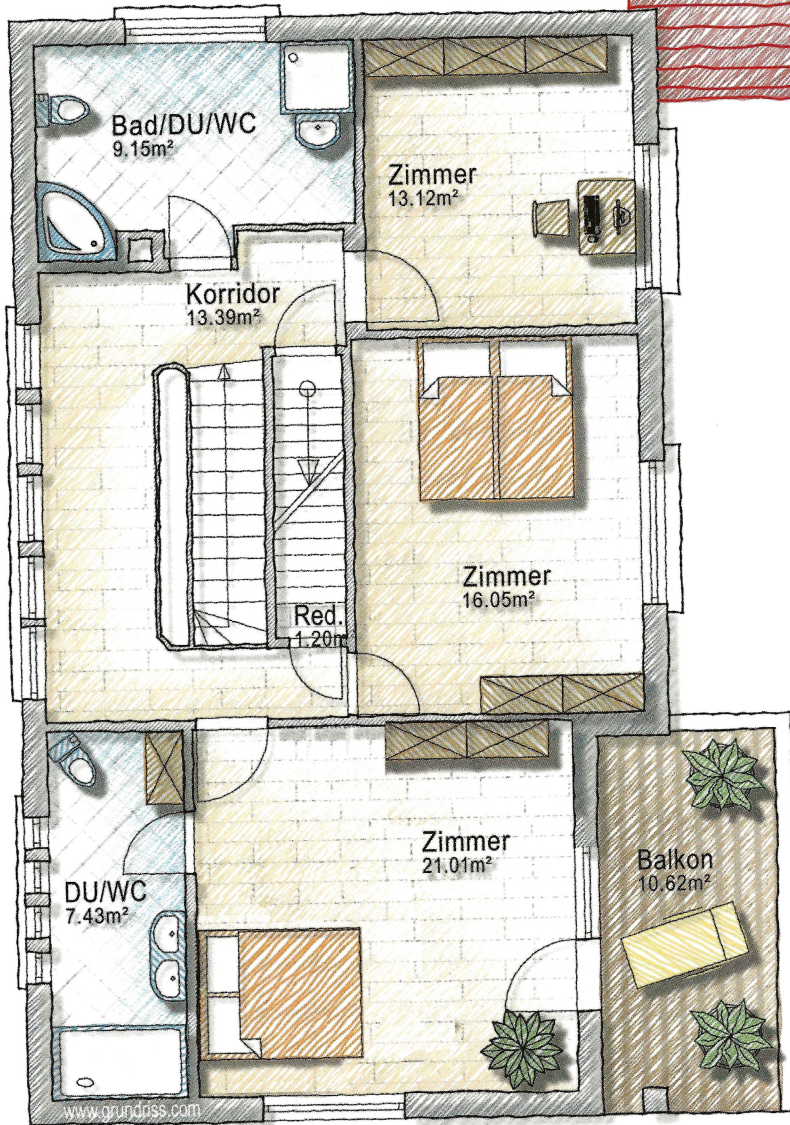 Bad/DU/WC
9.15m²
Zimmer
13.12m²
Korridor
13.39m²
Zimmer
16.05m²
Red.
1.20m
Zimmer
21.01m²
Balkon
10.62m²
DU/WC
7.43m²
www.grundriss.com